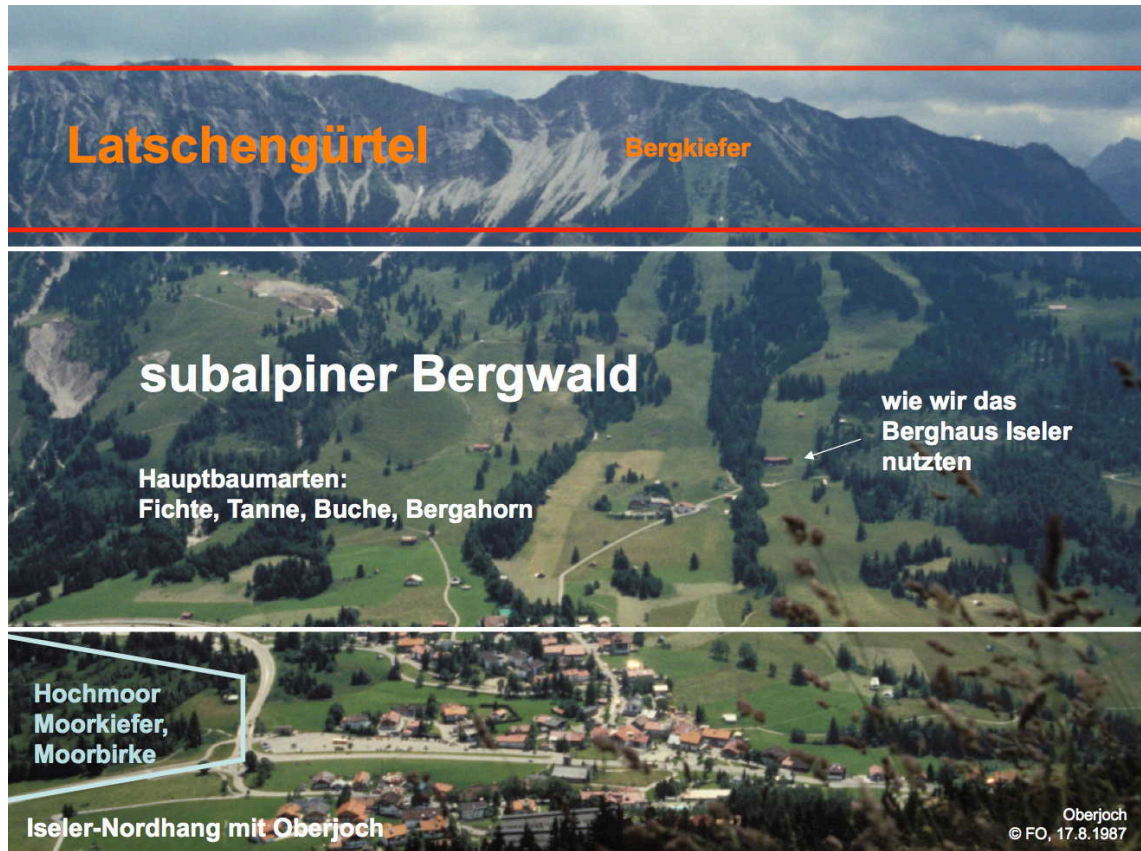 Latschengürtel
Bergkiefer
subalpiner Bergwald
wie wir das
Berghaus Iseler
nutzten
Hauptbaumarten:
Fichte, Tanne, Buche, Bergahorn
Hochmoor
Moorkiefer,
Moorbirke
Iseler-Nordhang mit Oberjoch
Oberjoch
© FO, 17.8.1987